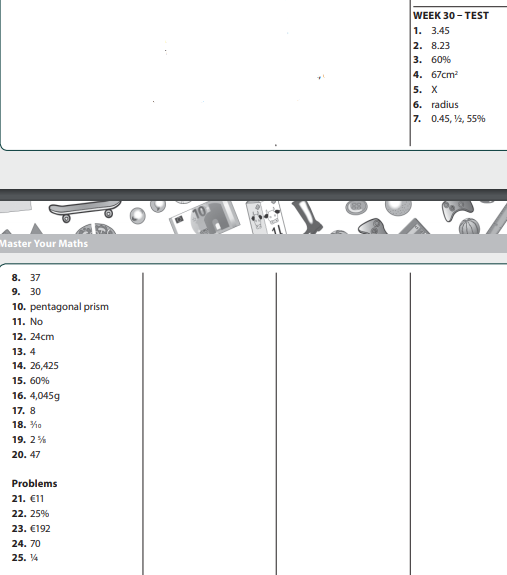 WEEK 30 – TEST
1. 3.45
2. 8.23
3. 60%
4. 67cm²
5. X
6. radius
7. 0.45, ½, 55%
10
Master Your Maths
8. 37
9. 30
10. pentagonal prism
11. No
12. 24cm
13. 4
14. 26,425
15. 60%
16. 4,045g
17. 8
18. ³⁄₁₀
19. 2 ⅝
20. 47
Problems
21. €11
22. 25%
23. €192
24. 70
25. ¼